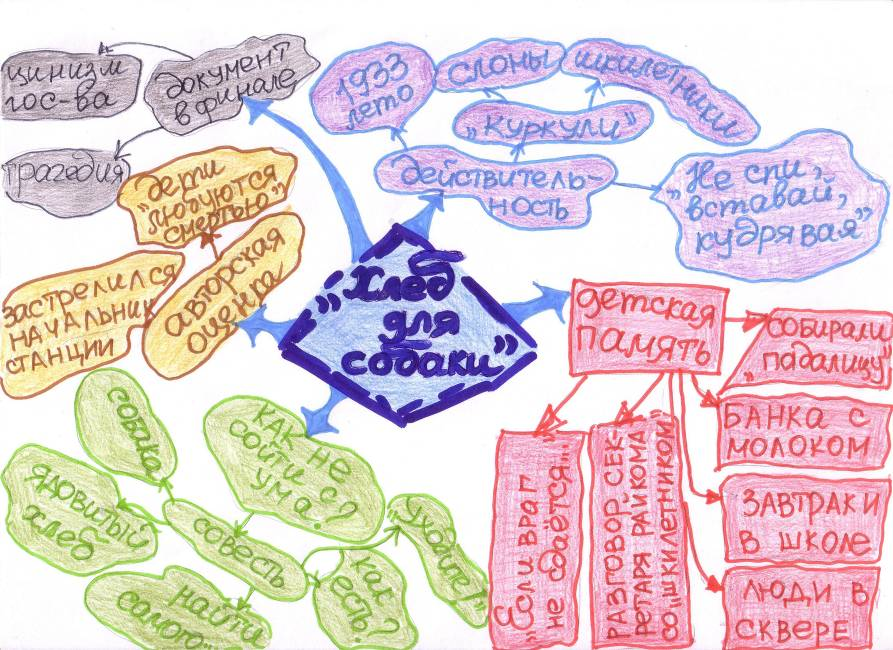 цинизм
гос-ва
документ
в финале
трагедия
1933
лето
слоны
шкилетники
„куркули"
действитель-
ность
„Не спи,
вставай,
кудрявая"
„дети
любуются
смертью"
авторская
оценка
застрелился
начальник
станции
„Хлеб
для
собаки"
детская
память
собирали
„падалицу"
банка с
молоком
завтраки
в школе
люди в
сквере
„Если враг
не сдаётся..."
разговор сек-
ретаря райкома
со „шкилетником"
как
не
сойти с
ума?
собака
ядовитый
хлеб
совесть
найти
самого...
как
есть?
„уходите!"